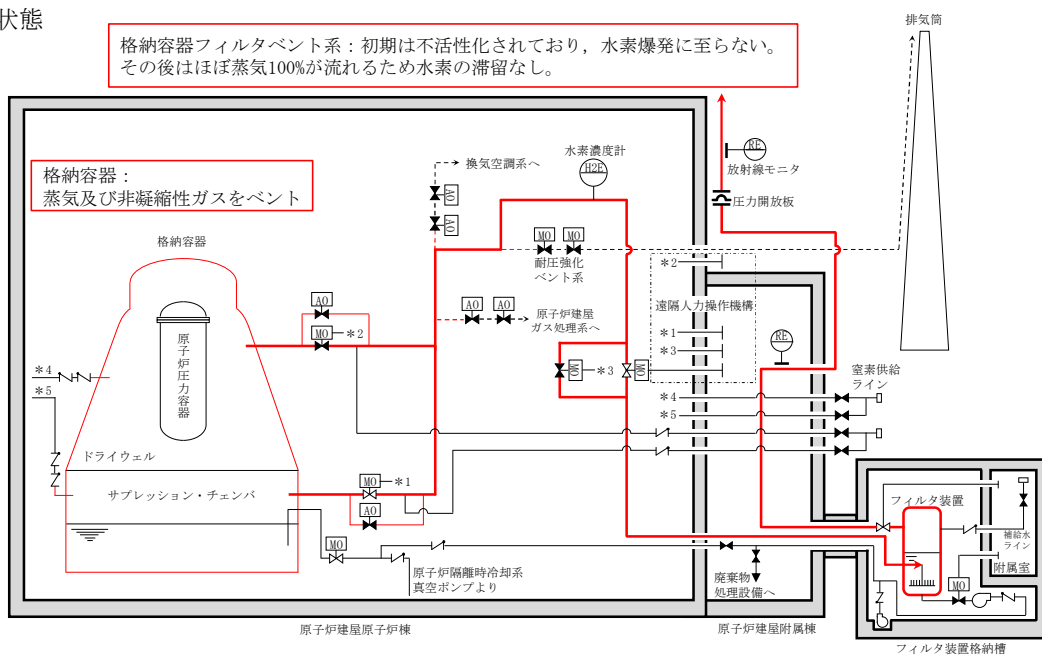 状態
排気筒
格納容器フィルタベント系：初期は不活性化されており，水素爆発に至らない。
その後はほぼ蒸気100%が流れるため水素の滞留なし。
格納容器：
蒸気及び非凝縮性ガスをベント
換気空調系へ
水素濃度計
H2E
RE
放射線モニタ
AO
AO
圧力開放板
格納容器
MO
MO
耐圧強化
ベント系
＊2
遠隔人力操作機構
AO
AO
AO
原子炉建屋
ガス処理系へ
MO
＊2
＊1
RE
原子炉圧力容器
＊3
MO
＊3
MO
＊4
＊5
＊4
＊5
窒素供給
ライン
ドライウェル
サプレッション・チェンバ
MO
＊1
AO
フィルタ装置
補給水
ライン
附属室
MO
MO
原子炉隔離時冷却系
真空ポンプより
廃棄物
処理設備へ
原子炉建屋原子炉棟
原子炉建屋附属棟
フィルタ装置格納槽